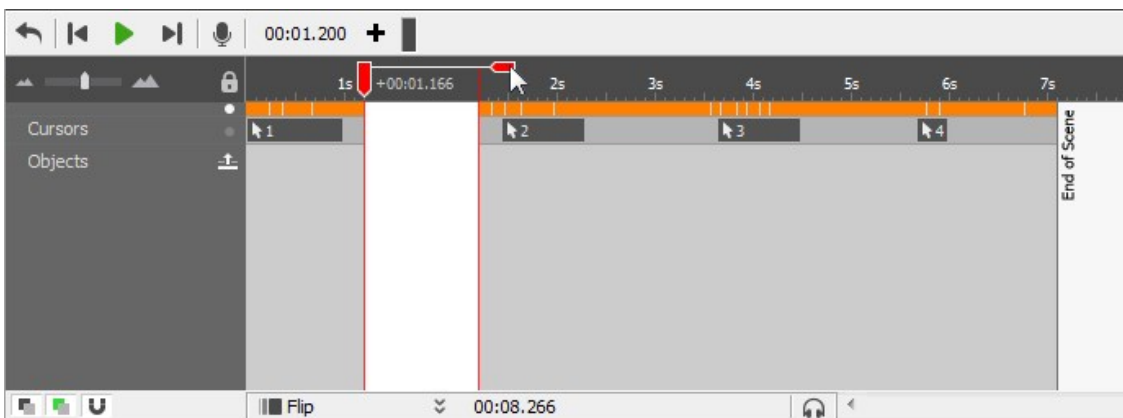 00:01.200
1s +00:01.166 2s 3s 4s 5s 6s 7s
Cursors 1 2 3 4
Objects
End of Scene
Flip 00:08.266